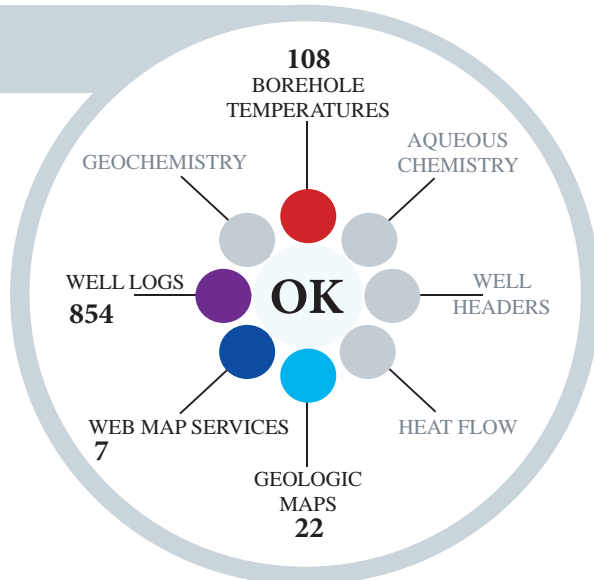 108
BOREHOLE
TEMPERATURES
AQUEOUS
CHEMISTRY
GEOCHEMISTRY
WELL LOGS
854
OK
WELL
HEADERS
WEB MAP SERVICES
7
HEAT FLOW
GEOLOGIC
MAPS
22